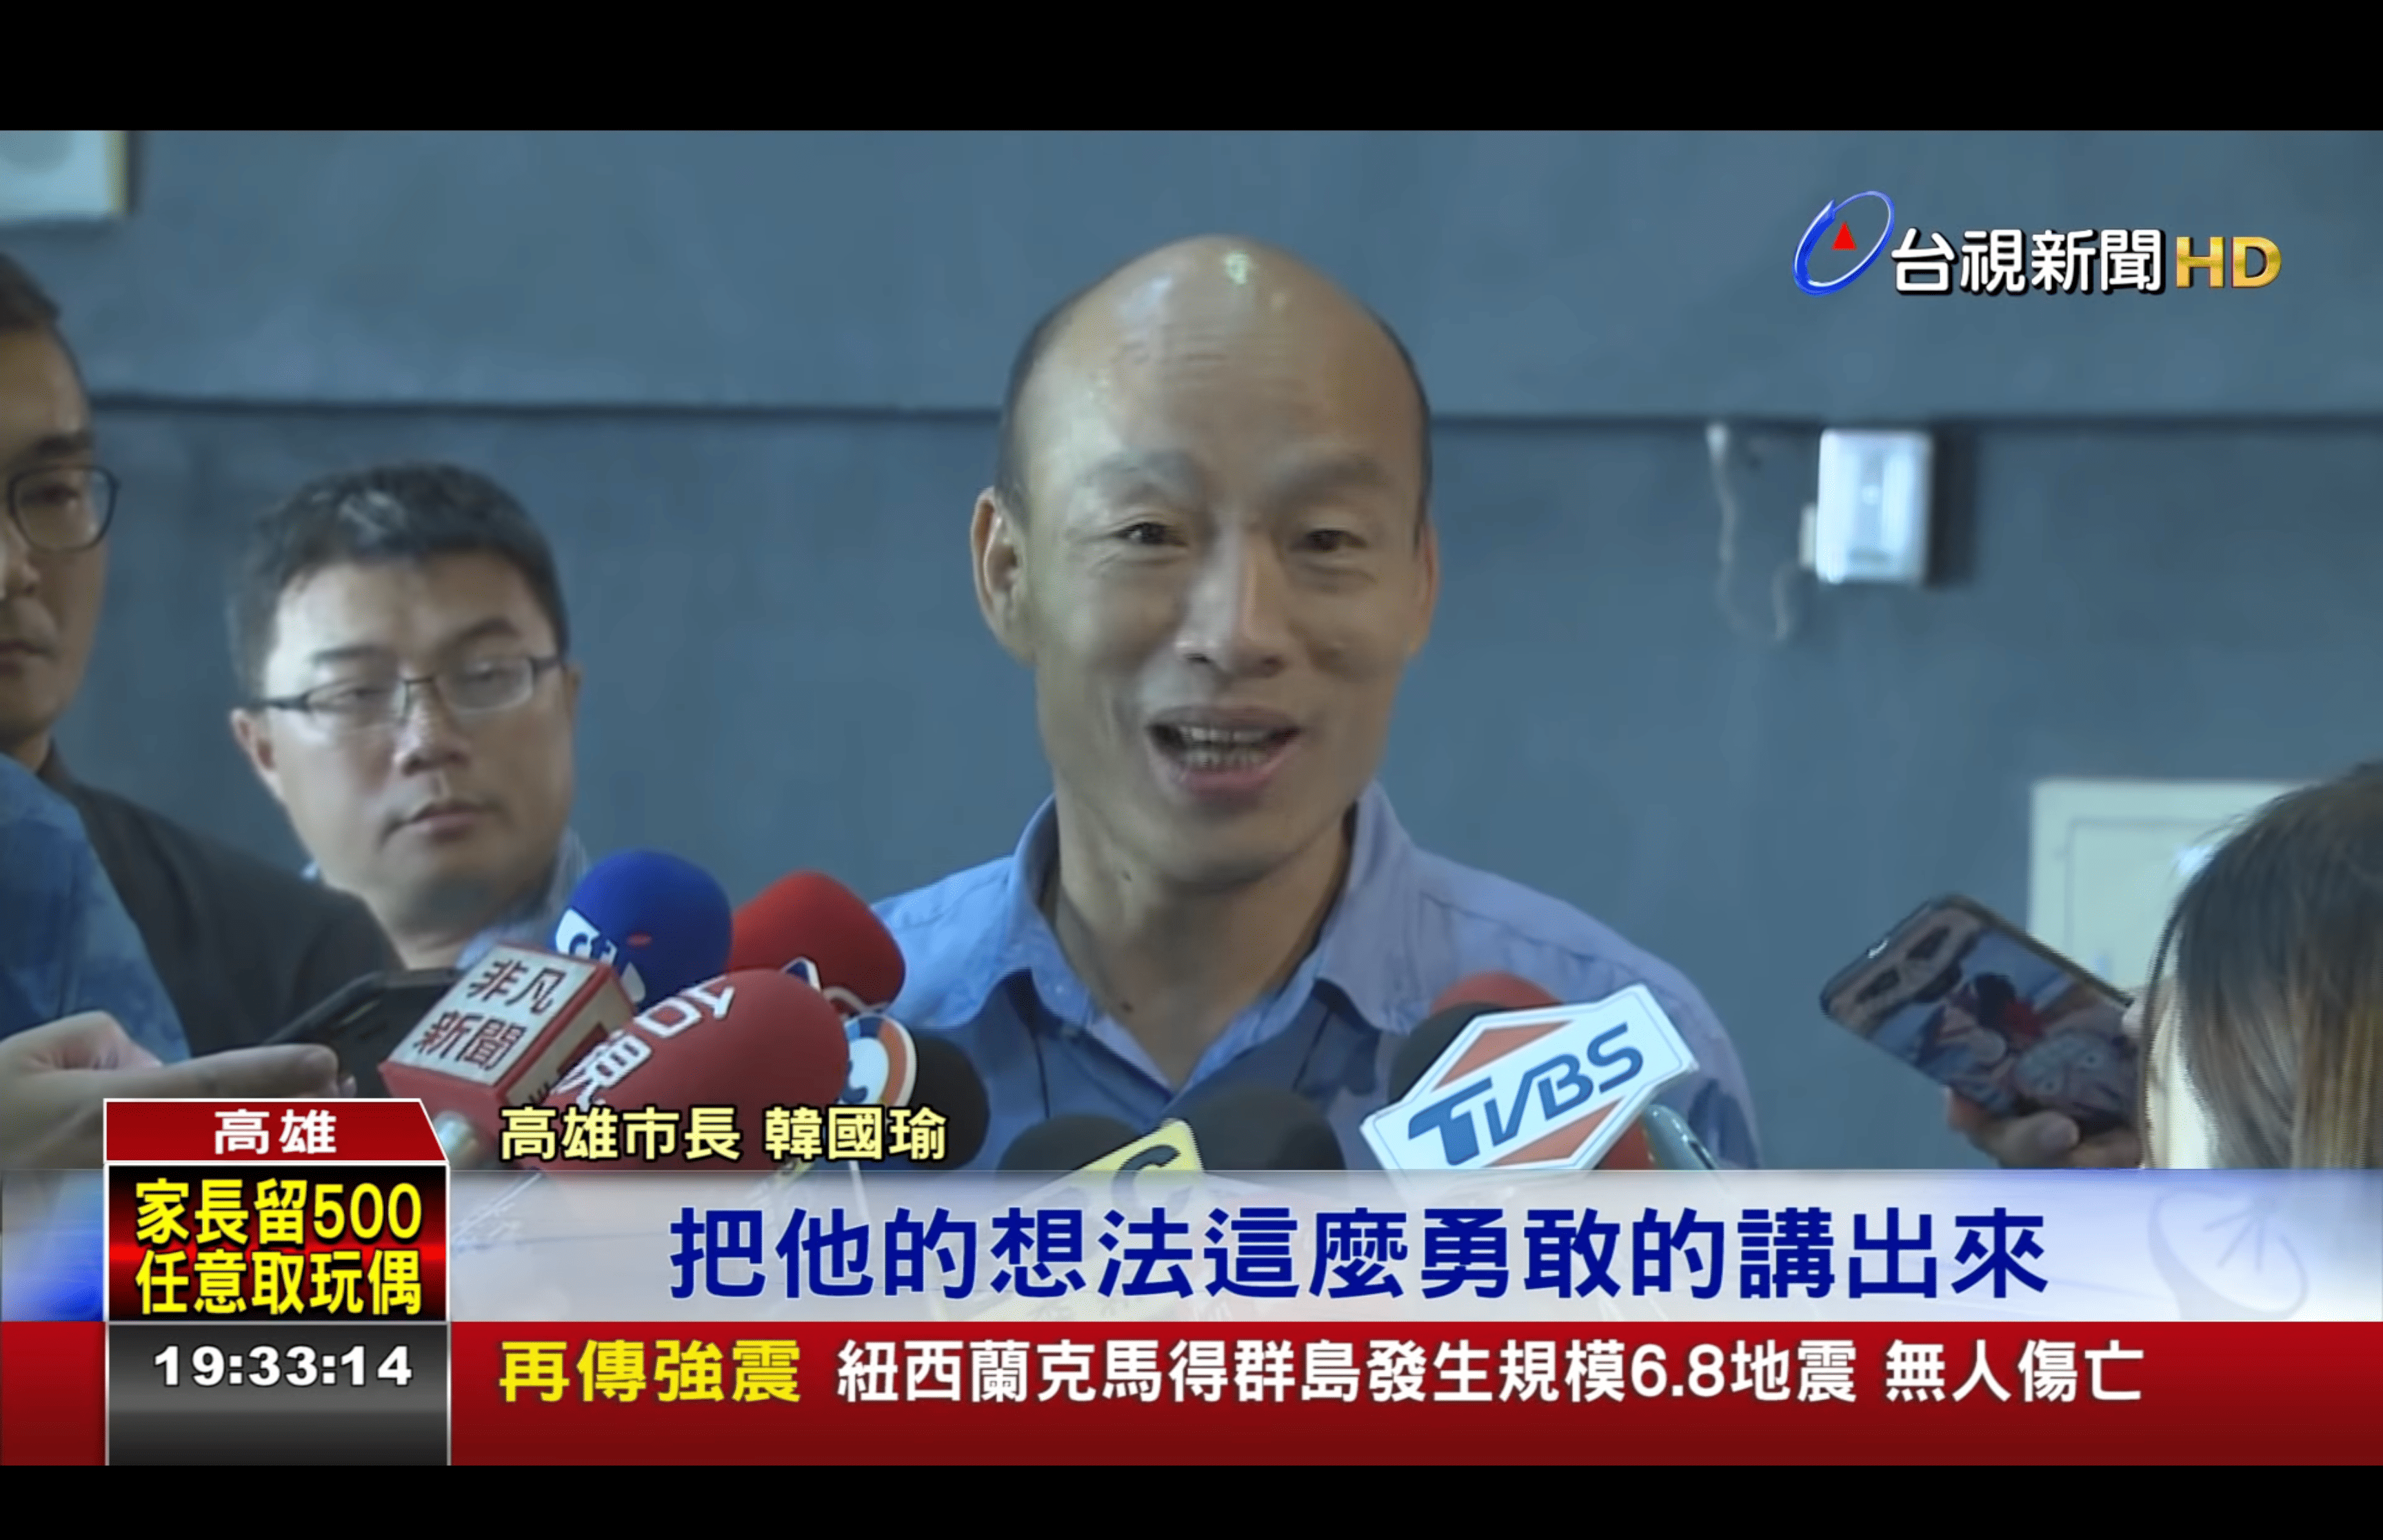 台視新聞HD
非凡
新聞
TVBS
高雄
高雄市長 韓國瑜
家長留500
任意取玩偶
把他的想法這麼勇敢的講出來
19:33:14
再傳強震 紐西蘭克馬得群島發生規模6.8地震 無人傷亡